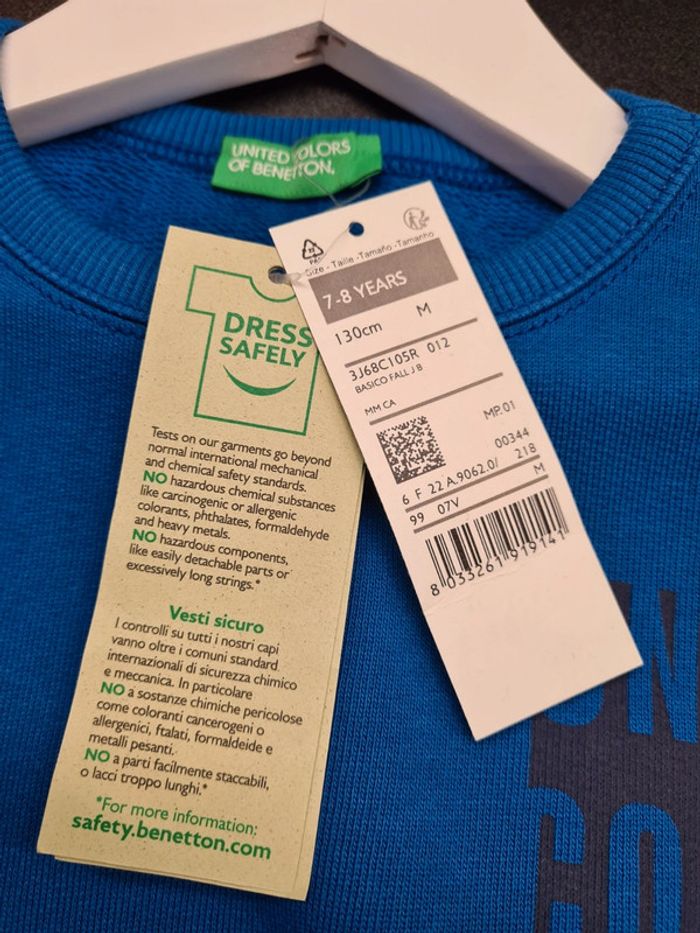 UNITED COLORS
OF BENETTON.
DRESS
SAFELY
Tests on our garments go beyond
normal international mechanical
and chemical safety standards.
NO hazardous chemical substances
like carcinogenic or allergenic
colorants, phthalates, formaldehyde
and heavy metals.
NO hazardous components,
like easily detachable parts or
excessively long strings.*
Vesti sicuro
I controlli su tutti i nostri capi
vanno oltre i comuni standard
internazionali di sicurezza chimico
e meccanica. In particolare
NO a sostanze chimiche pericolose
come coloranti cancerogeni o
allergenici, ftalati, formaldeide e
metalli pesanti.
NO a parti facilmente staccabili,
o lacci troppo lunghi.*
*For more information:
safety.benetton.com
Size - Taille -Tamaño -Tamanho
7-8 YEARS
130cm M
3J68C105R 012
BASICO FALL J B
MM CA
MP.01
00344
6 F 22 A.9062.0/ 218
99 07V M
8 033261 919141